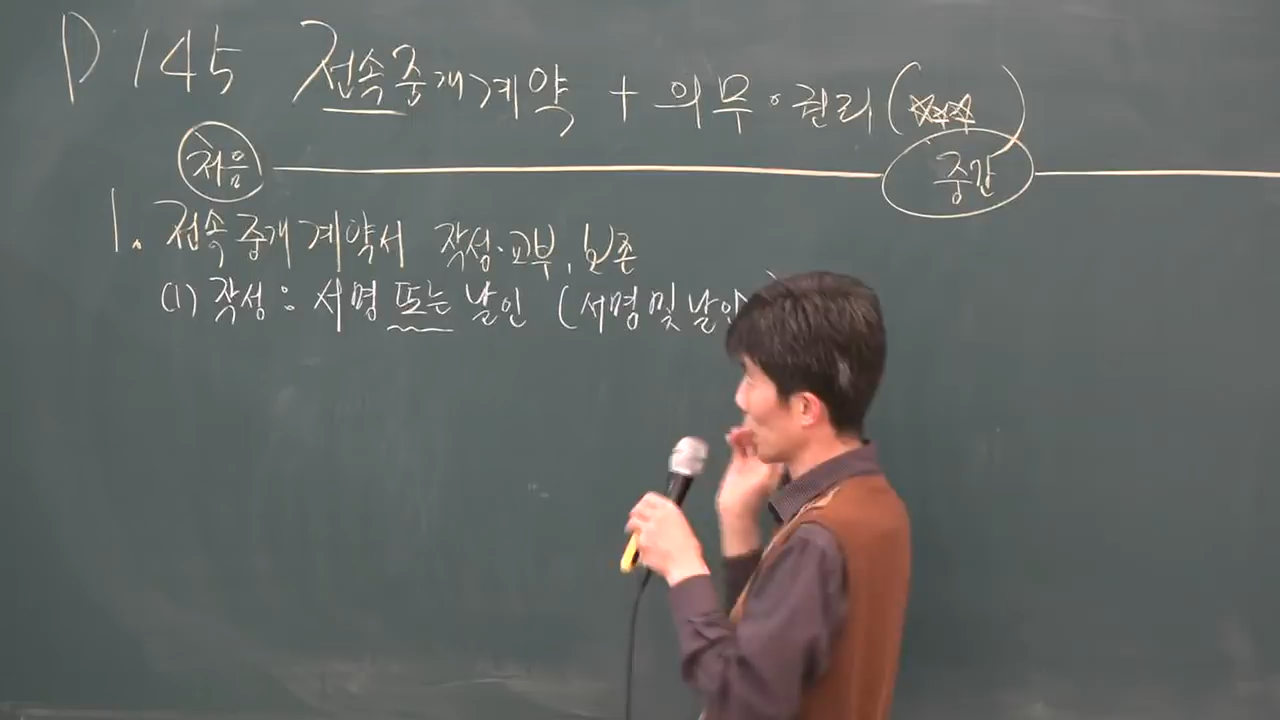 P 145 전속중개계약 + 의무·권리 (☆☆☆)
처음 중간
1. 전속중개계약서 작성·교부, 보존
(1) 작성 : 서명 또는 날인 (서명 및 날인